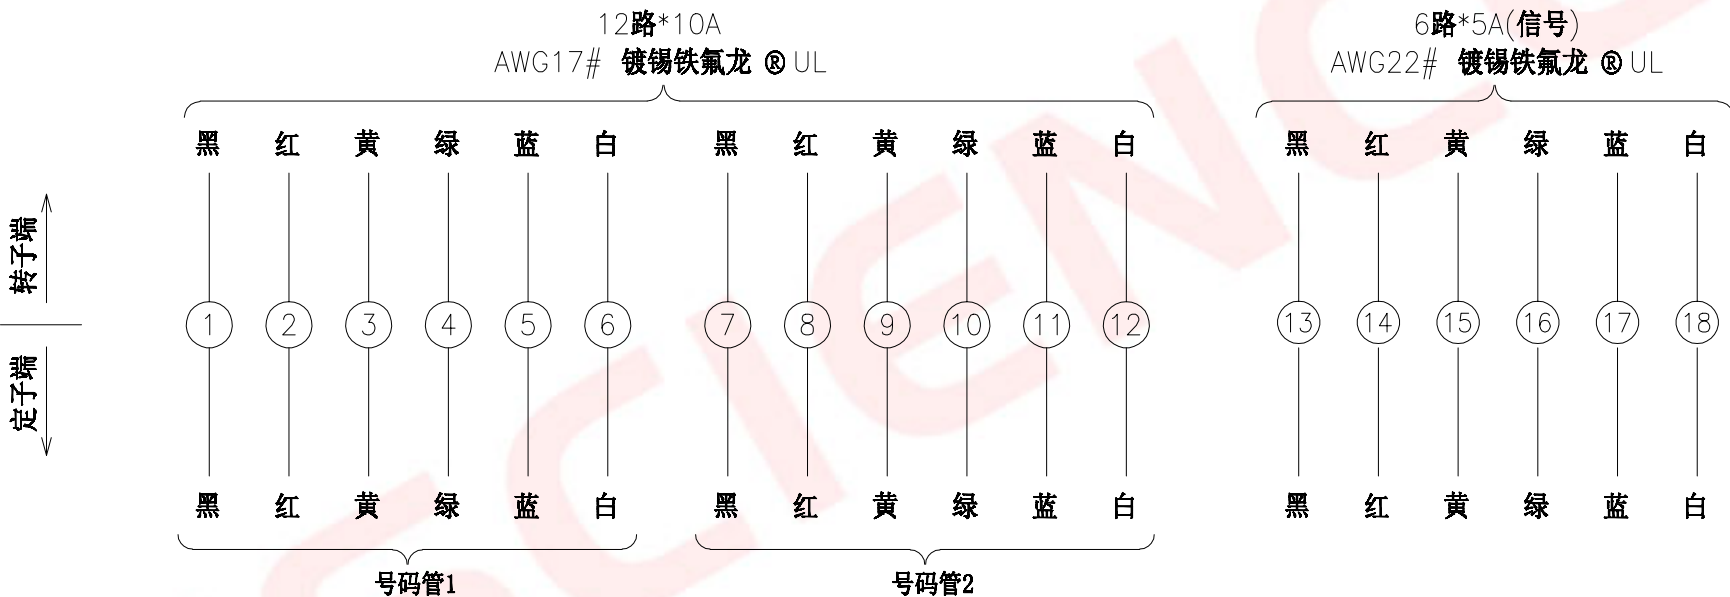 12路*10A
AWG17# 镀锡铁氟龙 ® UL
6路*5A(信号)
AWG22# 镀锡铁氟龙 ® UL
黑 红 黄 绿 蓝 白 黑 红 黄 绿 蓝 白 黑 红 黄 绿 蓝 白
转子端
1 2 3 4 5 6 7 8 9 10 11 12 13 14 15 16 17 18
定子端
黑 红 黄 绿 蓝 白 黑 红 黄 绿 蓝 白 黑 红 黄 绿 蓝 白
号码管1
号码管2
SCIENC